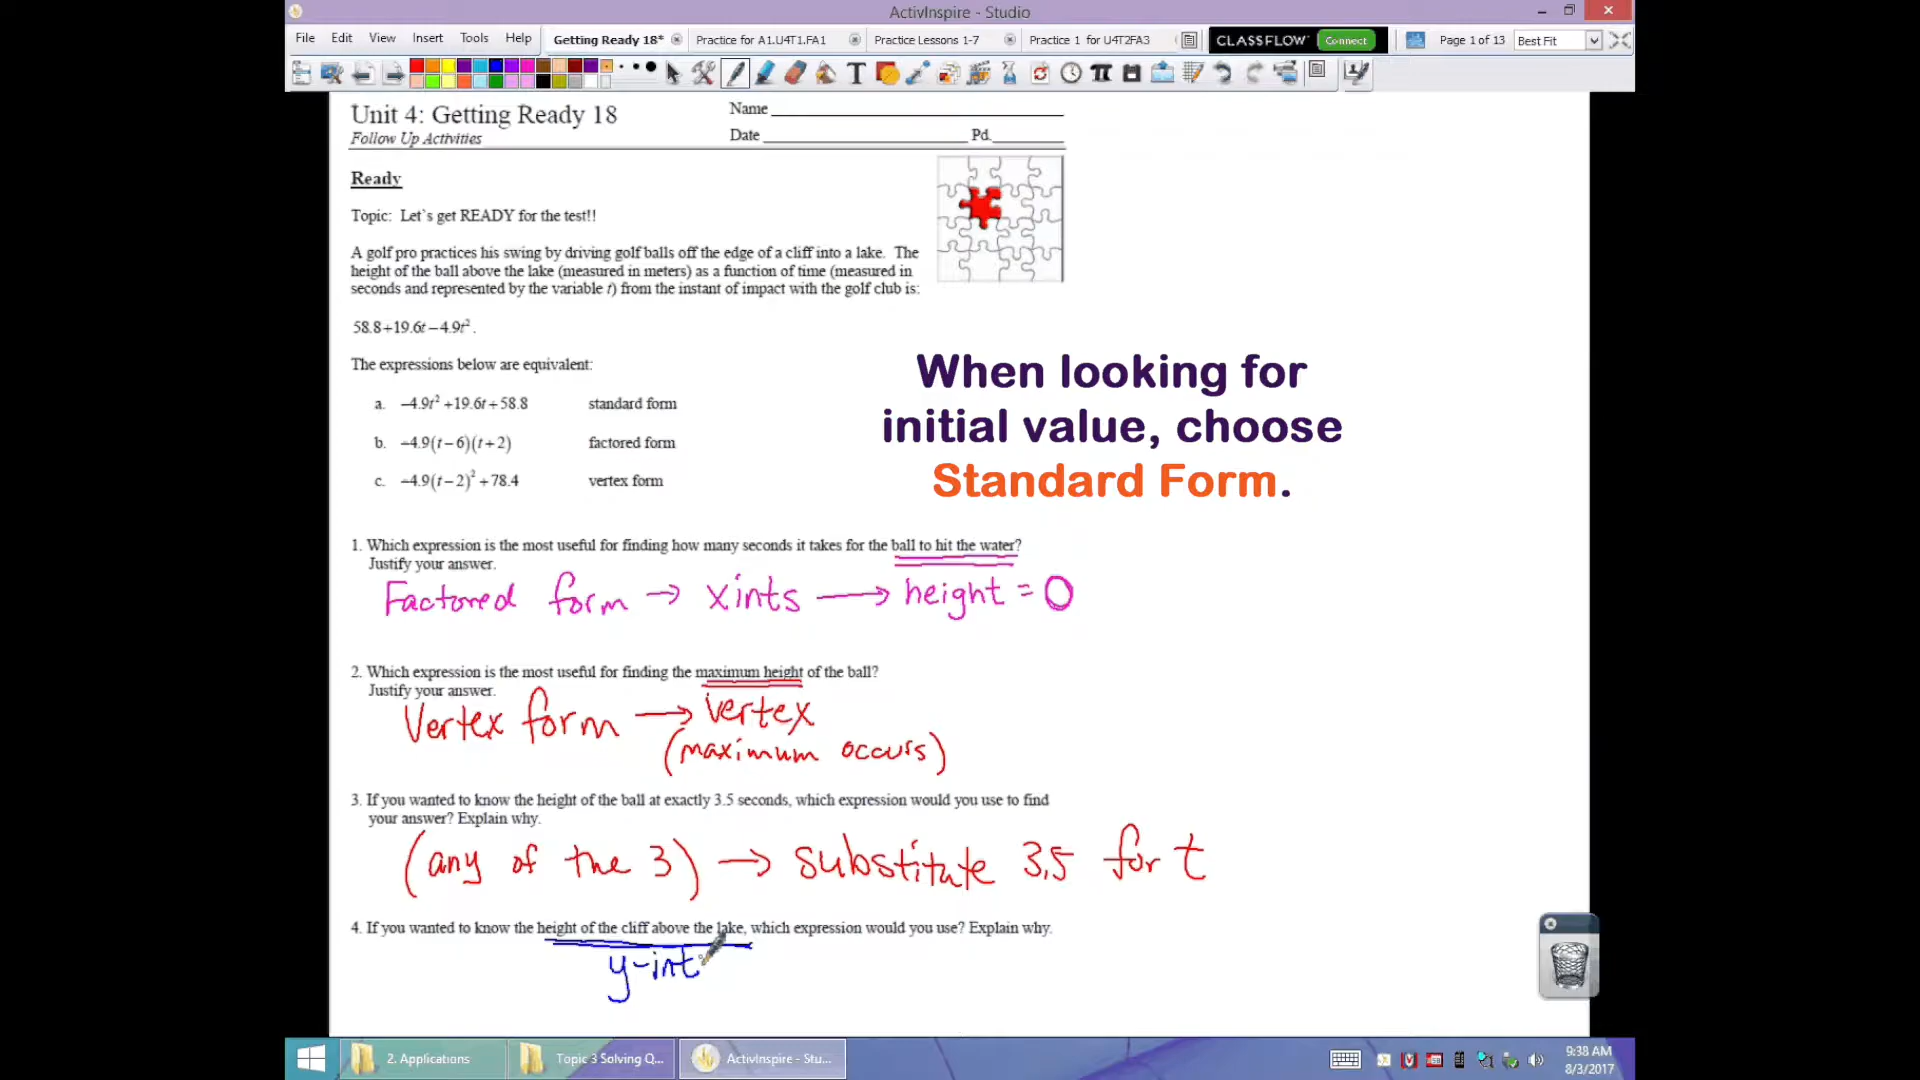 ActivInspire - Studio
File Edit View Insert Tools Help
Getting Ready 18* Practice for A1.U4T1.FA1 Practice Lessons 1-7 Practice 1 for U4T2FA3
CLASSFLOW Connect
Page 1 of 13 Best Fit
Unit 4: Getting Ready 18
Name
Follow Up Activities
Date Pd.
Ready
Topic: Let`s get READY for the test!!
A golf pro practices his swing by driving golf balls off the edge of a cliff into a lake. The
height of the ball above the lake (measured in meters) as a function of time (measured in
seconds and represented by the variable t) from the instant of impact with the golf club is:
58.8+19.6t−4.9t².
The expressions below are equivalent:
a. −4.9t²+19.6t+58.8 standard form
b. −4.9(t−6)(t+2) factored form
c. −4.9(t−2)²+78.4 vertex form
When looking for
initial value, choose
Standard Form.
1. Which expression is the most useful for finding how many seconds it takes for the ball to hit the water?
Justify your answer.
Factored form → xints → height = 0
2. Which expression is the most useful for finding the maximum height of the ball?
Justify your answer.
Vertex form → vertex
(maximum occurs)
3. If you wanted to know the height of the ball at exactly 3.5 seconds, which expression would you use to find
your answer? Explain why.
(any of the 3) → substitute 3.5 for t
4. If you wanted to know the height of the cliff above the lake, which expression would you use? Explain why.
y-int
2. Applications
Topic 3 Solving Q...
ActivInspire - Stu...
9:38 AM
8/3/2017